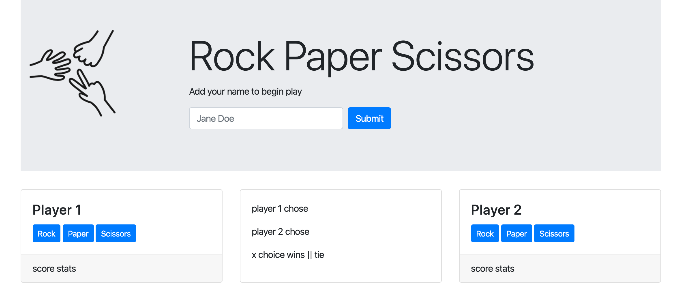 Rock Paper Scissors
Add your name to begin play
Jane Doe
Submit
Player 1
Rock
Paper
Scissors
score stats
player 1 chose
player 2 chose
x choice wins || tie
Player 2
Rock
Paper
Scissors
score stats